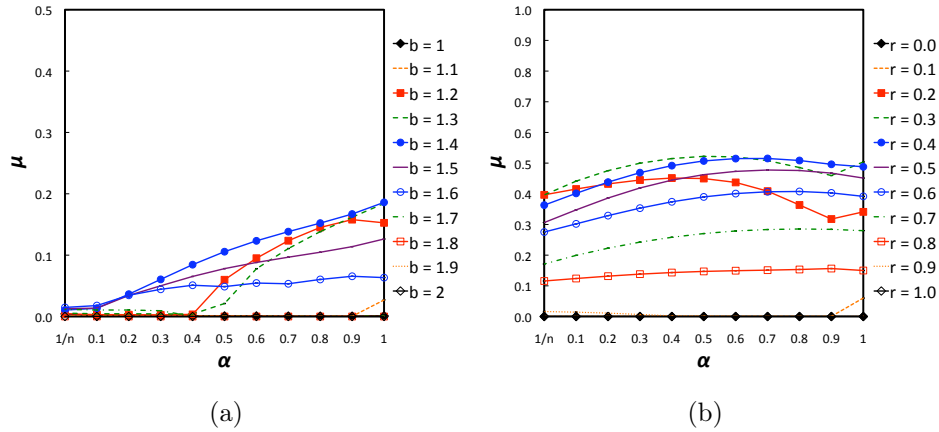 0.5
0.4
0.3
0.2
0.1
0.0
μ
1/n 0.1 0.2 0.3 0.4 0.5 0.6 0.7 0.8 0.9 1
α
b = 1
b = 1.1
b = 1.2
b = 1.3
b = 1.4
b = 1.5
b = 1.6
b = 1.7
b = 1.8
b = 1.9
b = 2
(a)
1.0
0.9
0.8
0.7
0.6
0.5
0.4
0.3
0.2
0.1
0.0
μ
1/n 0.1 0.2 0.3 0.4 0.5 0.6 0.7 0.8 0.9 1
α
r = 0.0
r = 0.1
r = 0.2
r = 0.3
r = 0.4
r = 0.5
r = 0.6
r = 0.7
r = 0.8
r = 0.9
r = 1.0
(b)